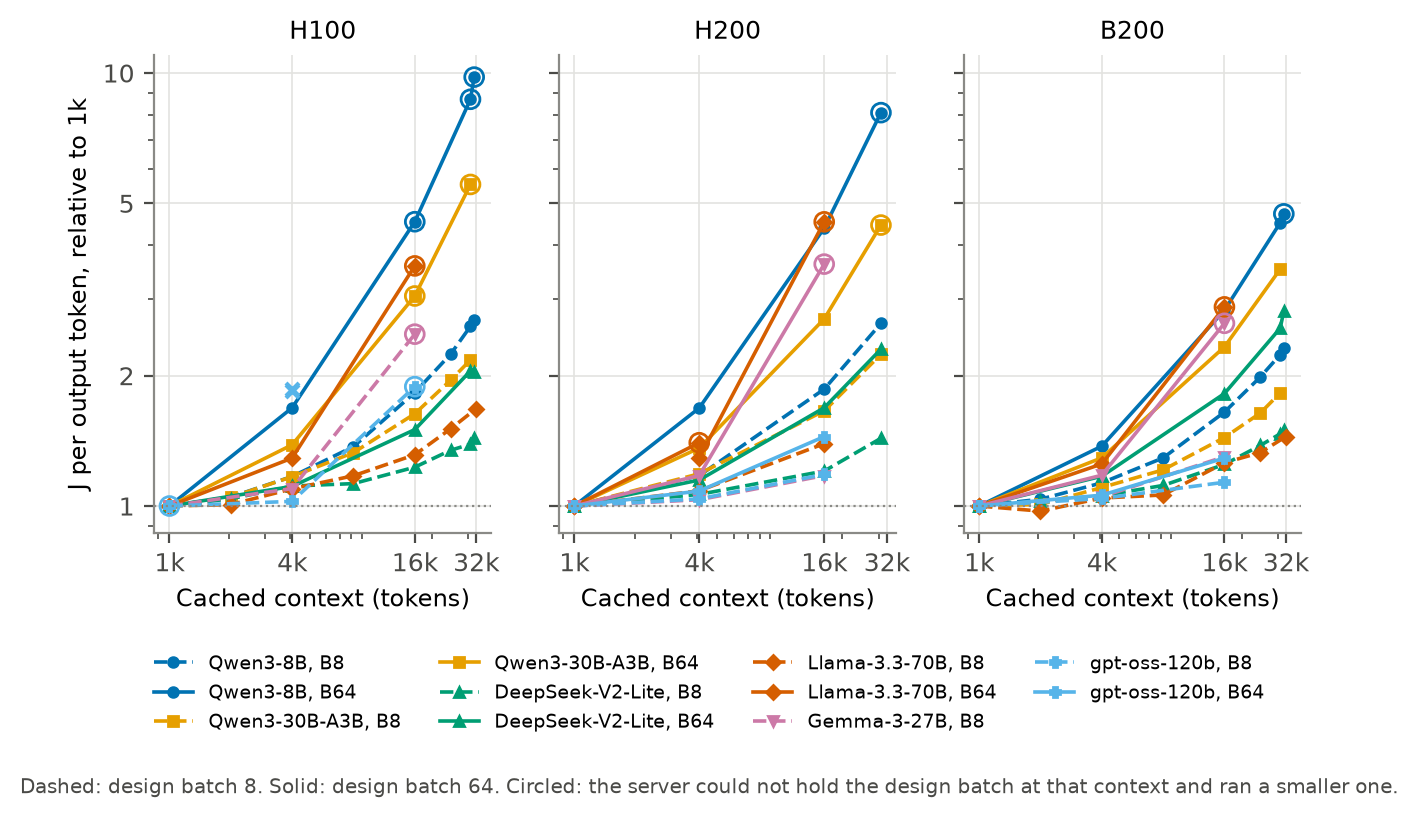 H100
H200
B200
J per output token, relative to 1k
10
5
2
1
1k 4k 16k 32k
1k 4k 16k 32k
1k 4k 16k 32k
Cached context (tokens)
Cached context (tokens)
Cached context (tokens)
Qwen3-8B, B8
Qwen3-8B, B64
Qwen3-30B-A3B, B8
Qwen3-30B-A3B, B64
DeepSeek-V2-Lite, B8
DeepSeek-V2-Lite, B64
Llama-3.3-70B, B8
Llama-3.3-70B, B64
Gemma-3-27B, B8
gpt-oss-120b, B8
gpt-oss-120b, B64
Dashed: design batch 8. Solid: design batch 64. Circled: the server could not hold the design batch at that context and ran a smaller one.